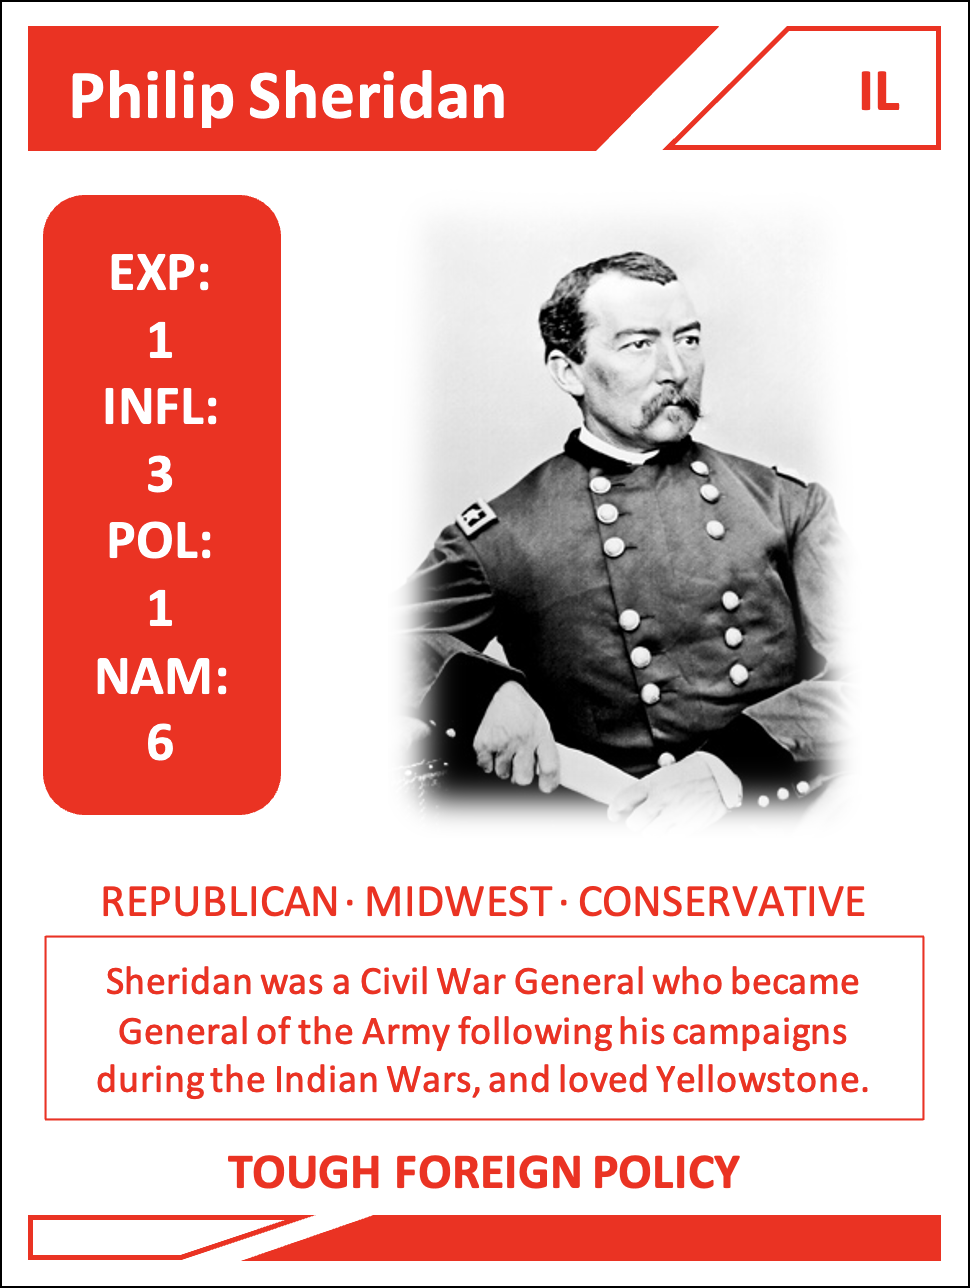 Philip Sheridan
IL
EXP:
1
INFL:
3
POL:
1
NAM:
6
REPUBLICAN · MIDWEST · CONSERVATIVE
Sheridan was a Civil War General who became
General of the Army following his campaigns
during the Indian Wars, and loved Yellowstone.
TOUGH FOREIGN POLICY